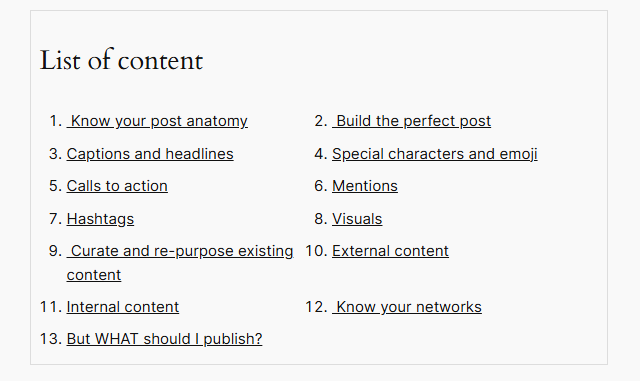 List of content
1. Know your post anatomy
2. Build the perfect post
3. Captions and headlines
4. Special characters and emoji
5. Calls to action
6. Mentions
7. Hashtags
8. Visuals
9. Curate and re-purpose existing
content
10. External content
11. Internal content
12. Know your networks
13. But WHAT should I publish?